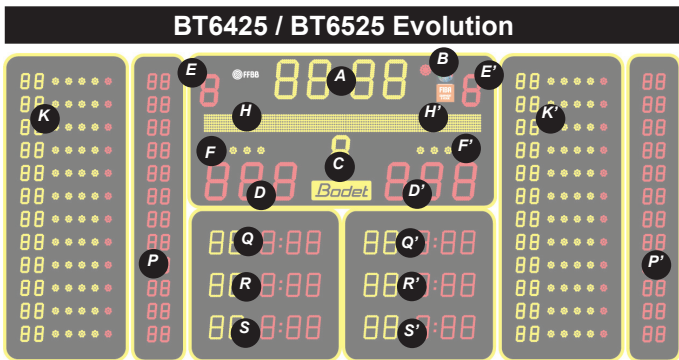 BT6425 / BT6525 Evolution
E FFBB A B E'
K H H' K'
F C F'
D Bodet D'
Q Q'
P P'
R R'
S S'